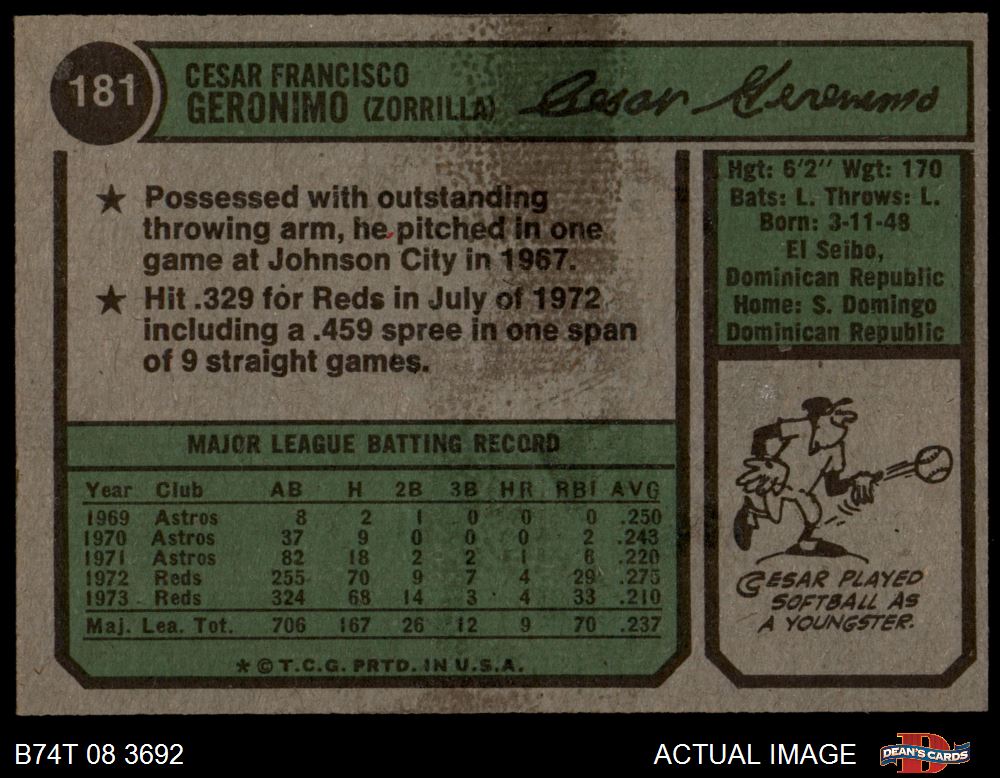 181
CESAR FRANCISCO
GERONIMO (ZORRILLA)
Cesar Geronimo
★ Possessed with outstanding
throwing arm, he pitched in one
game at Johnson City in 1967.
★ Hit .329 for Reds in July of 1972
including a .459 spree in one span
of 9 straight games.
Hgt: 6'2" Wgt: 170
Bats: L. Throws: L.
Born: 3-11-48
El Seibo,
Dominican Republic
Home: S. Domingo
Dominican Republic
MAJOR LEAGUE BATTING RECORD
Year Club AB H 2B 3B HR RBI AVG
1969 Astros 8 2 1 0 0 0 .250
1970 Astros 37 9 0 0 0 2 .243
1971 Astros 82 18 2 2 1 6 .220
1972 Reds 255 70 9 7 4 29 .275
1973 Reds 324 68 14 3 4 33 .210
Maj. Lea. Tot. 706 167 26 12 9 70 .237
★ © T.C.G. PRTD. IN U.S.A.
CESAR PLAYED
SOFTBALL AS
A YOUNGSTER.
B74T 08 3692
ACTUAL IMAGE
DEAN'S CARDS